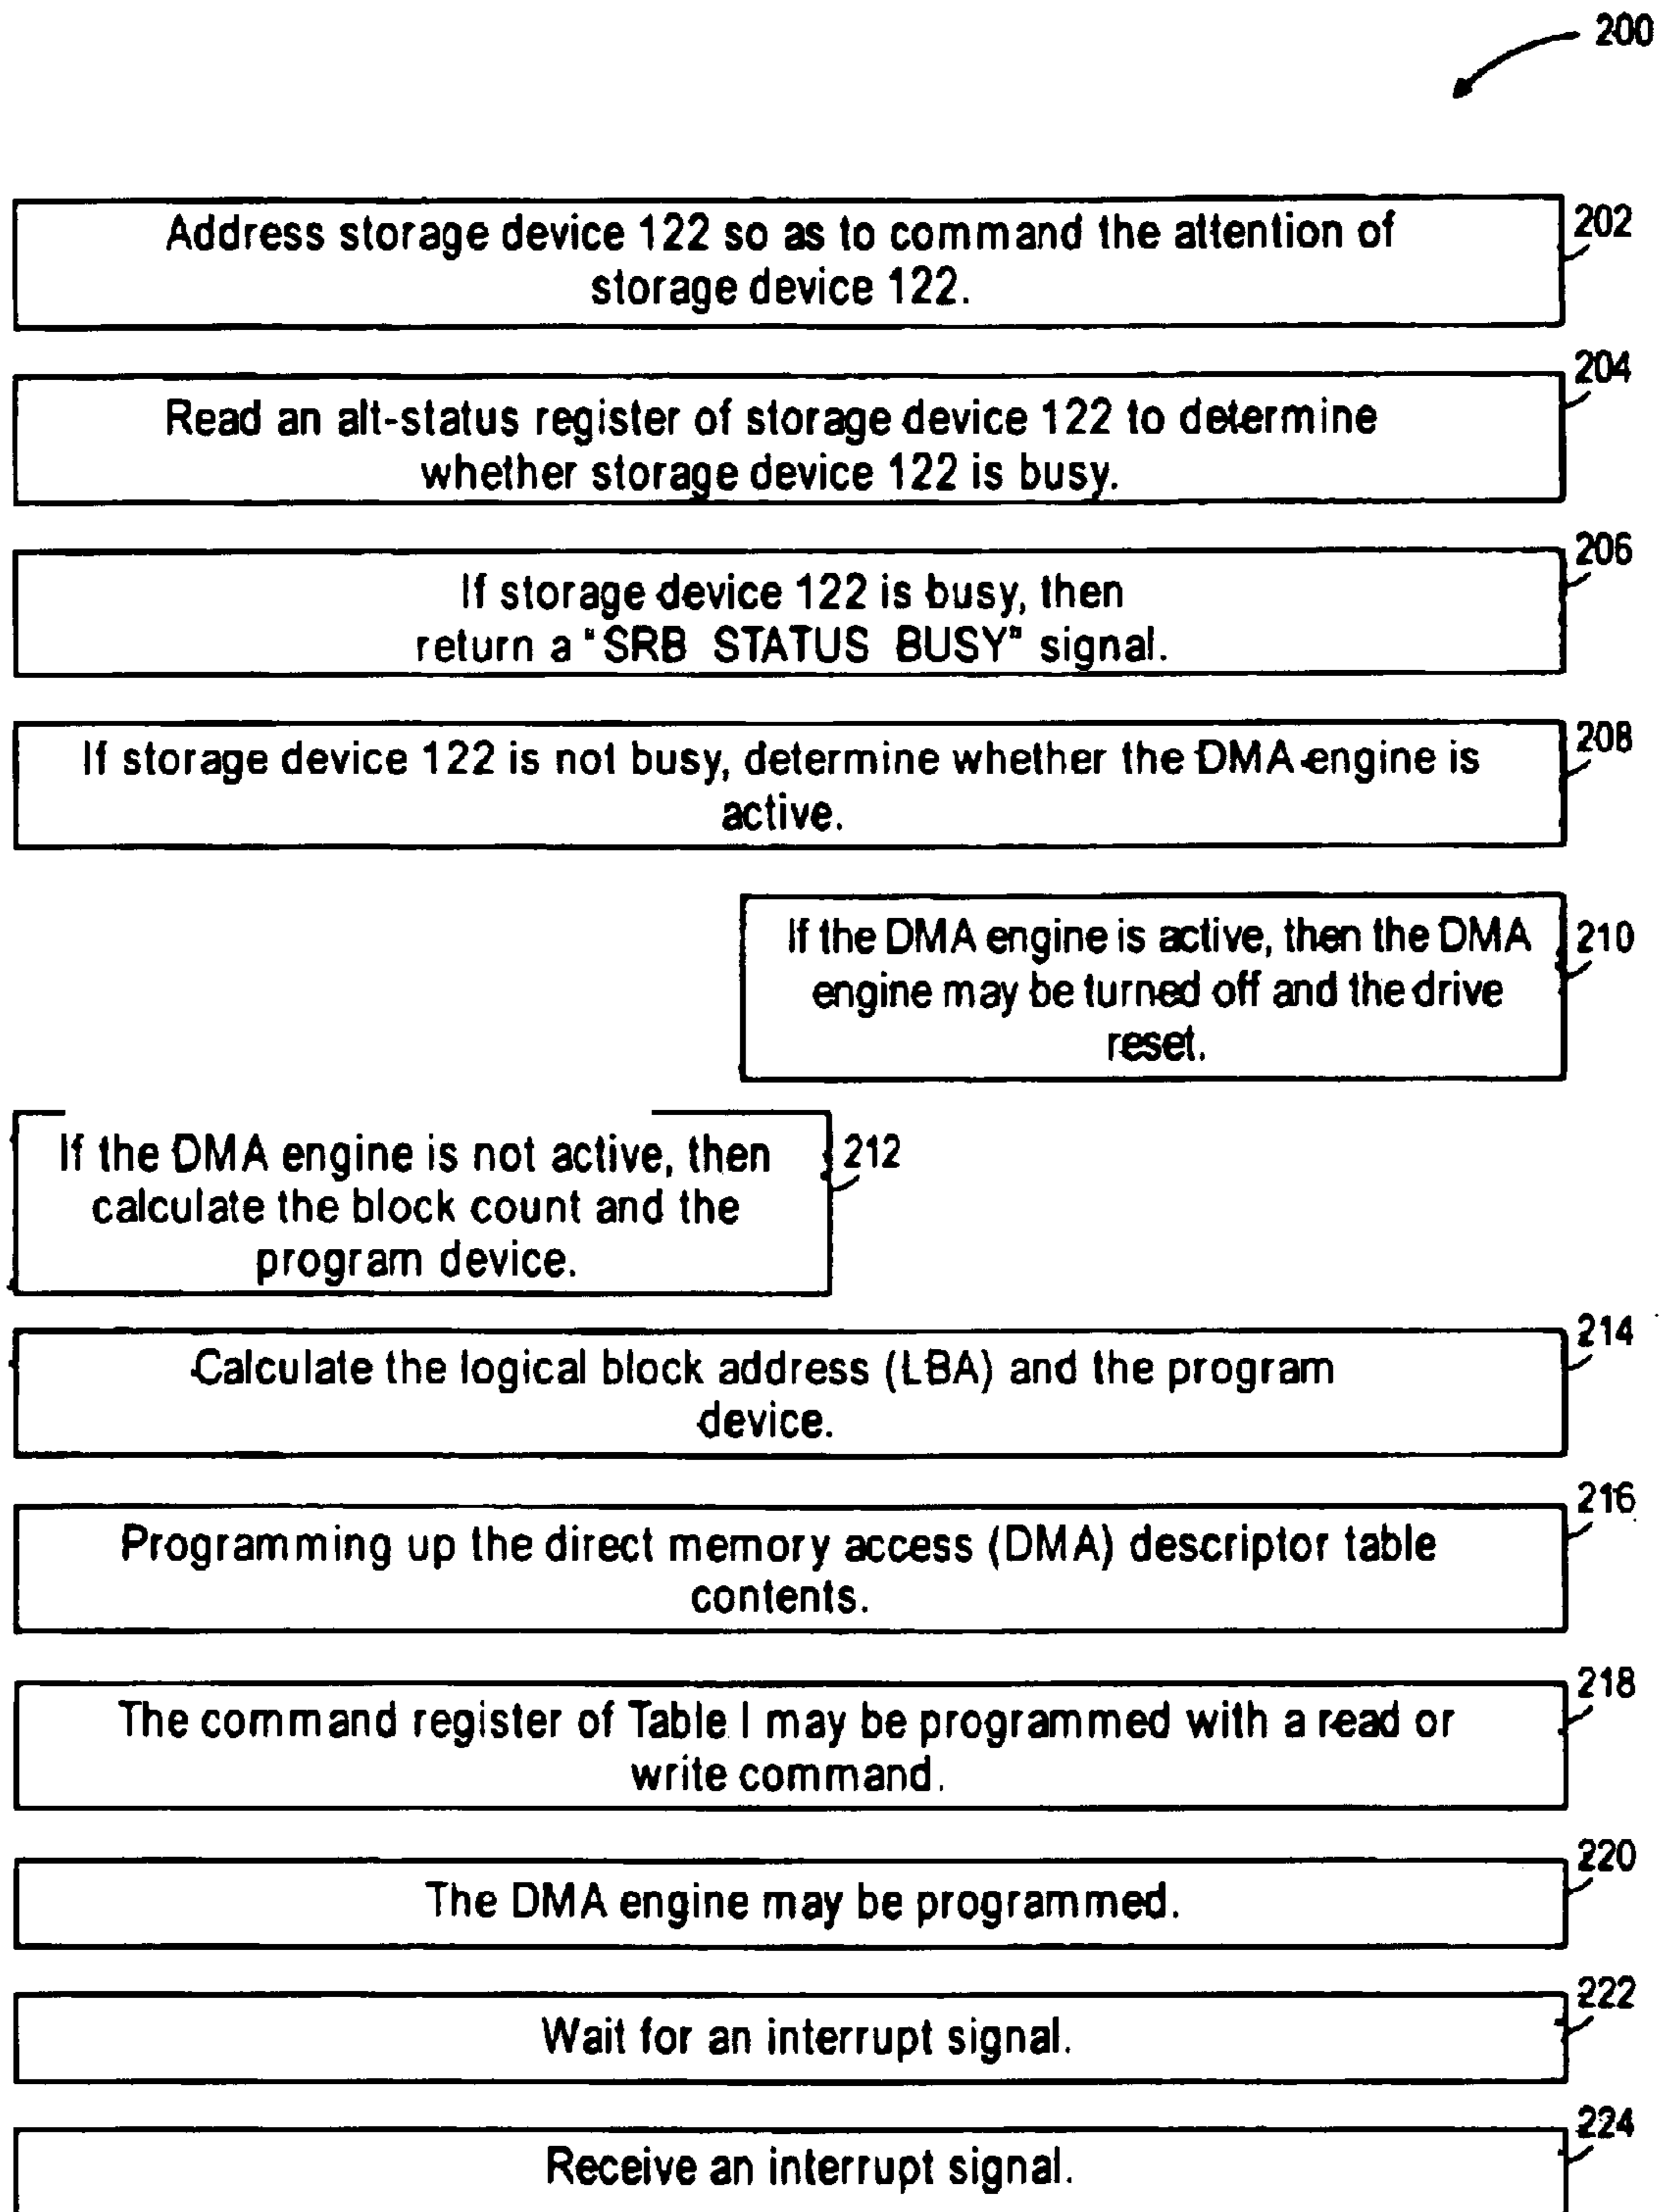 200
202
Address storage device 122 so as to command the attention of
storage device 122.
204
Read an alt-status register of storage device 122 to determine
whether storage device 122 is busy.
206
If storage device 122 is busy, then
return a "SRB STATUS BUSY" signal.
208
If storage device 122 is not busy, determine whether the DMA engine is
active.
210
If the DMA engine is active, then the DMA
engine may be turned off and the drive
reset.
212
If the DMA engine is not active, then
calculate the block count and the
program device.
214
Calculate the logical block address (LBA) and the program
device.
216
Programming up the direct memory access (DMA) descriptor table
contents.
218
The command register of Table I may be programmed with a read or
write command.
220
The DMA engine may be programmed.
222
Wait for an interrupt signal.
224
Receive an interrupt signal.